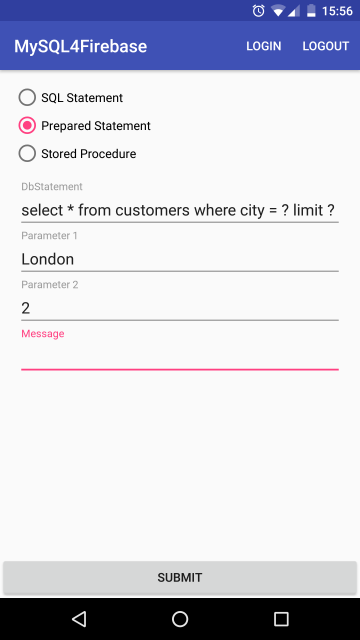 15:56
MySQL4Firebase LOGIN LOGOUT
SQL Statement
Prepared Statement
Stored Procedure
DbStatement
select * from customers where city = ? limit ?
Parameter 1
London
Parameter 2
2
Message
SUBMIT